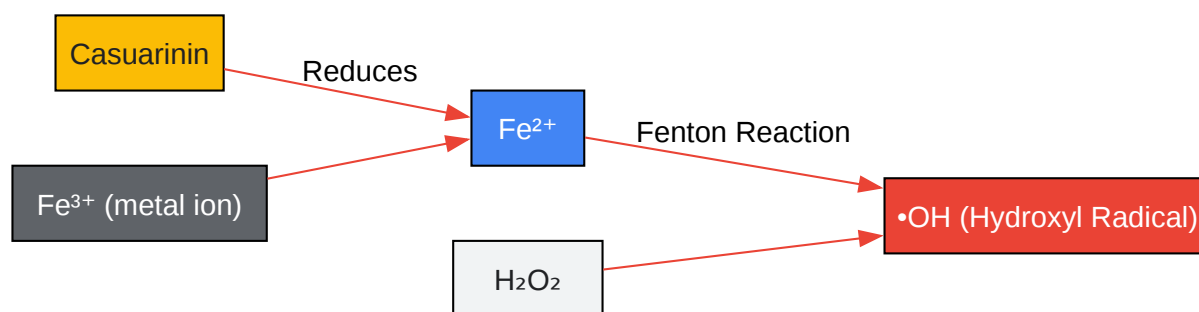 Casuarinin
Reduces
Fe²⁺
Fenton Reaction
Fe³⁺ (metal ion)
•OH (Hydroxyl Radical)
H₂O₂